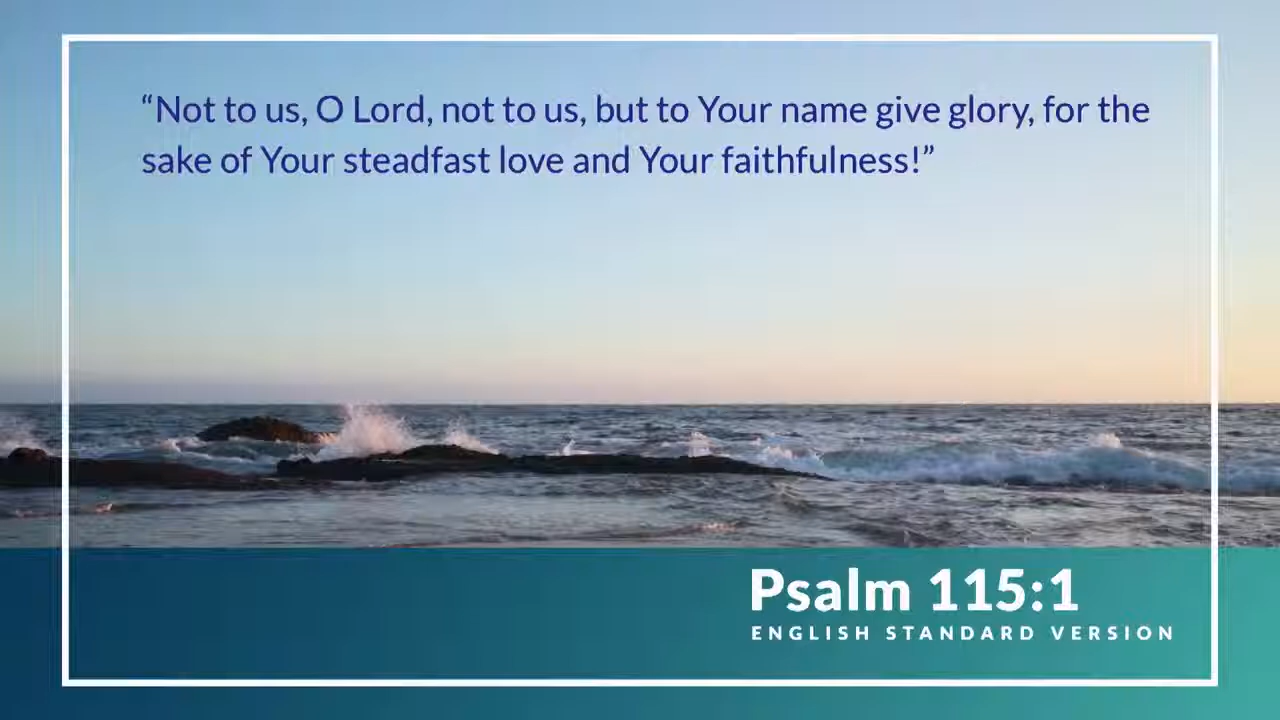 “Not to us, O Lord, not to us, but to Your name give glory, for the
sake of Your steadfast love and Your faithfulness!”
Psalm 115:1
ENGLISH STANDARD VERSION